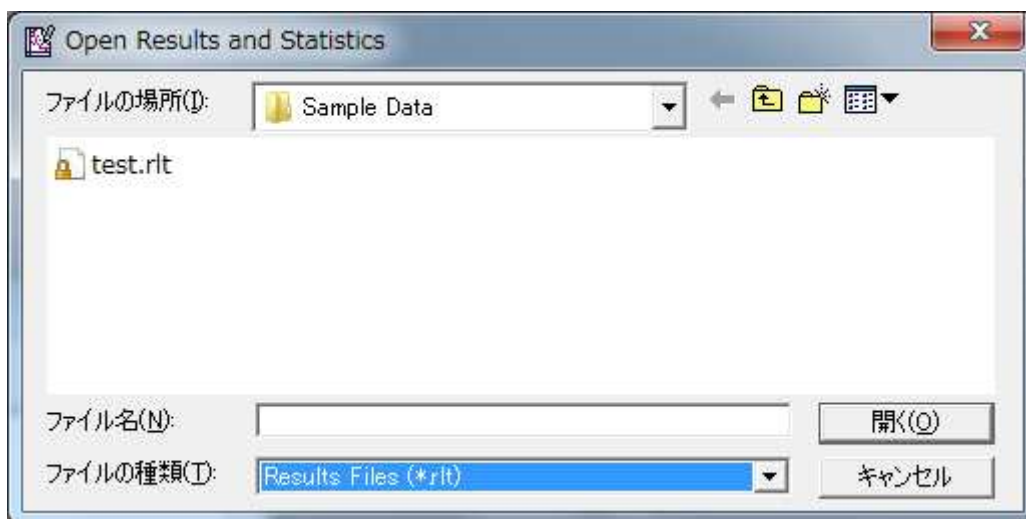 Open Results and Statistics
ファイルの場所(I):
Sample Data
test.rlt
ファイル名(N):
開く(O)
ファイルの種類(T):
Results Files (*.rlt)
キャンセル